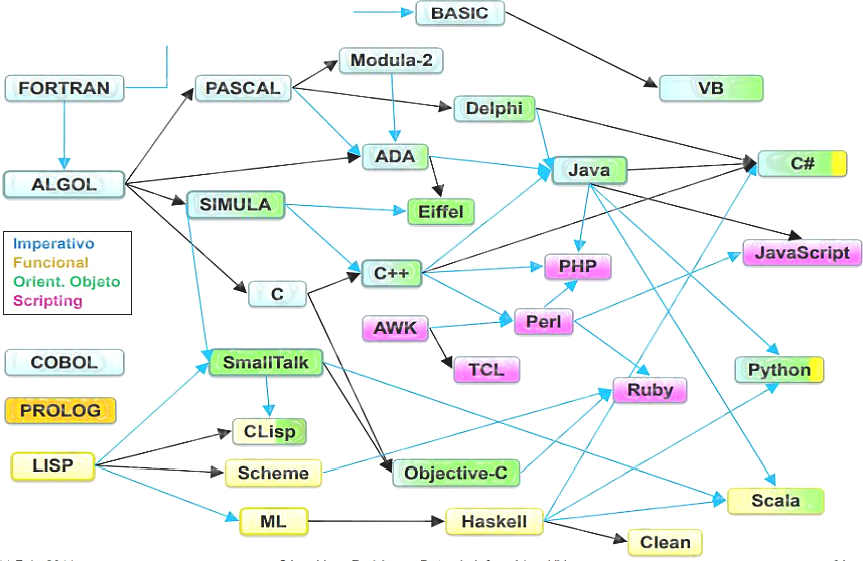 BASIC
Modula-2
FORTRAN
PASCAL
VB
Delphi
ADA
C#
Java
ALGOL
SIMULA
Eiffel
Imperativo
Funcional
Orient. Objeto
Scripting
JavaScript
PHP
C++
C
Perl
AWK
COBOL
SmallTalk
TCL
Python
Ruby
PROLOG
CLisp
LISP
Scheme
Objective-C
Scala
ML
Haskell
Clean